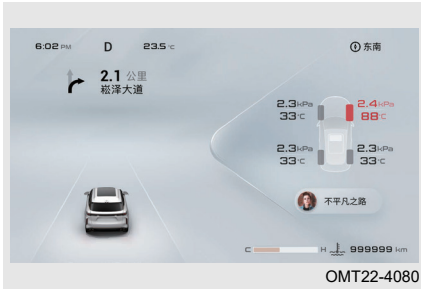 6:02 PM D 23.5 ℃ 东南
2.1 公里
崧泽大道
2.3 kPa 2.4 kPa
33 ℃ 88 ℃
2.3 kPa 2.3 kPa
33 ℃ 33 ℃
不平凡之路
C H 999999 km
OMT22-4080